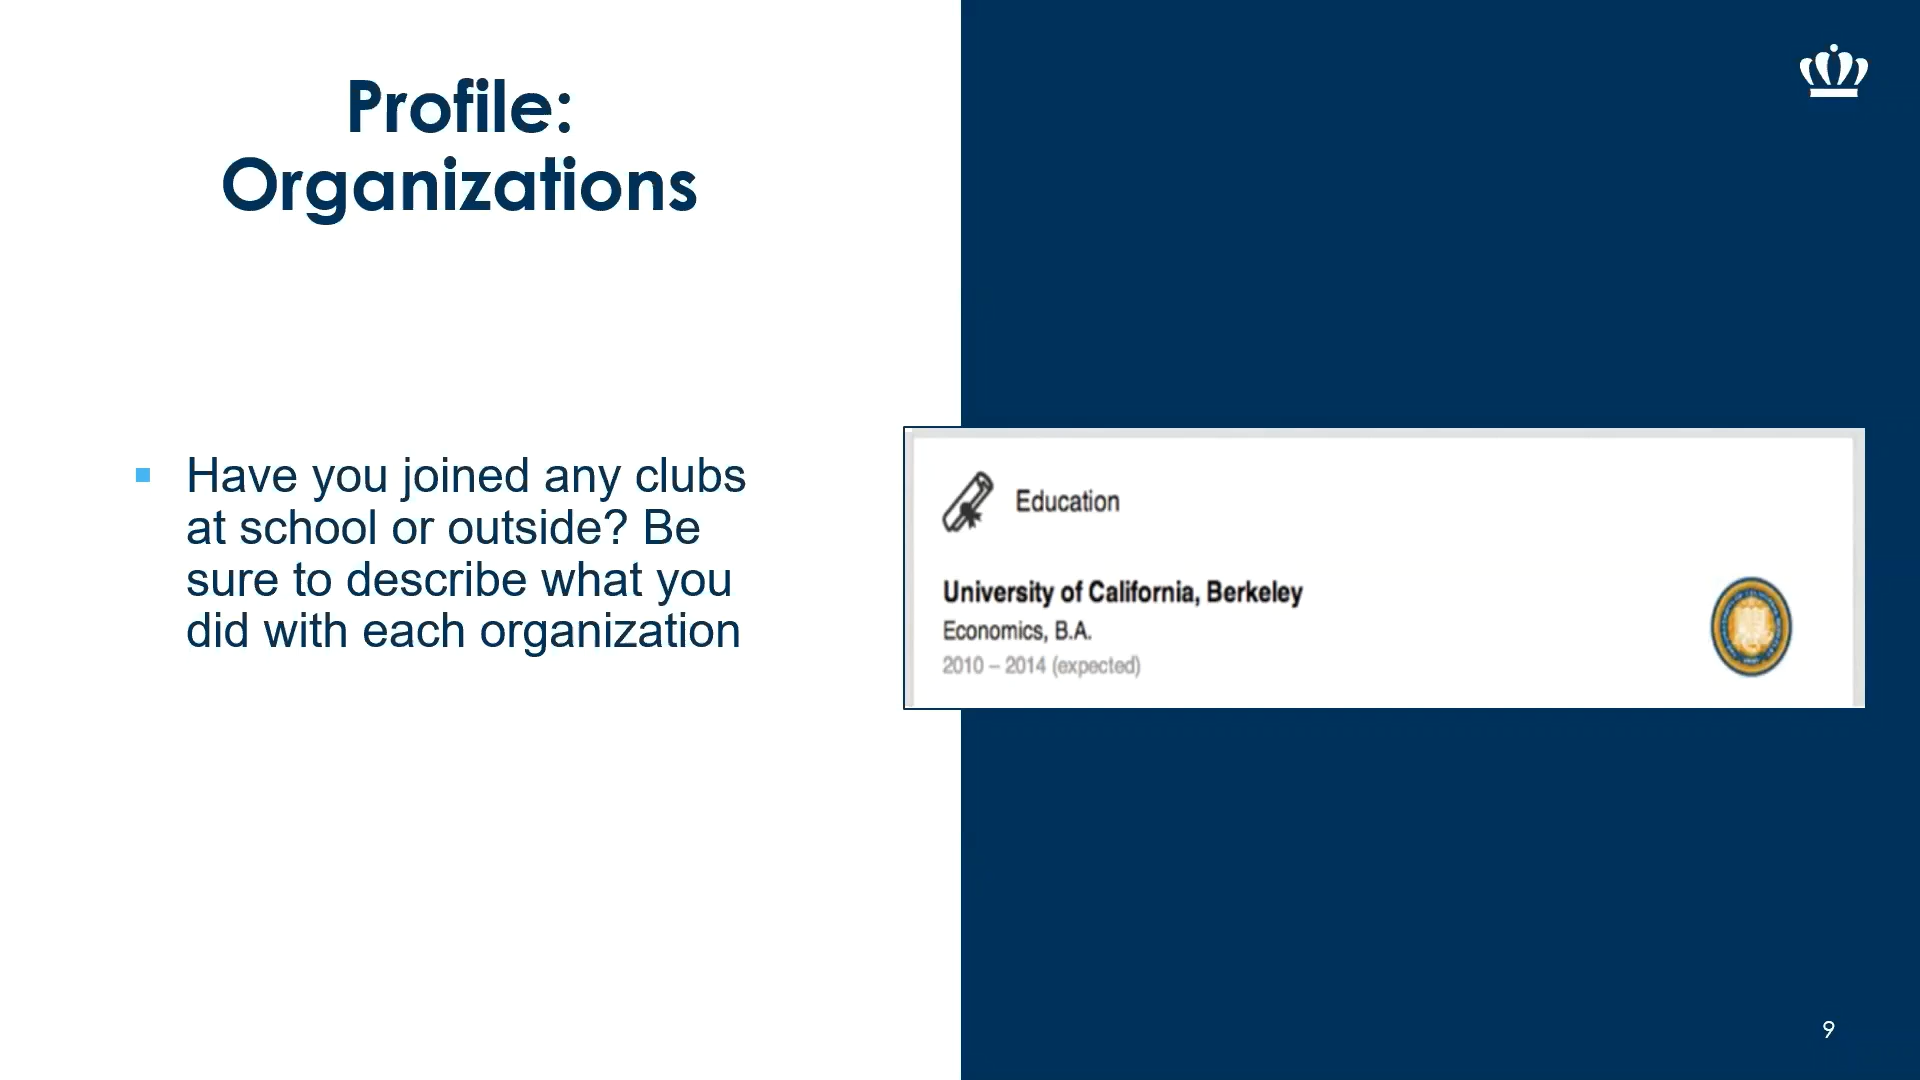 Profile:
Organizations
Have you joined any clubs
at school or outside? Be
sure to describe what you
did with each organization
Education
University of California, Berkeley
Economics, B.A.
2010 – 2014 (expected)
9